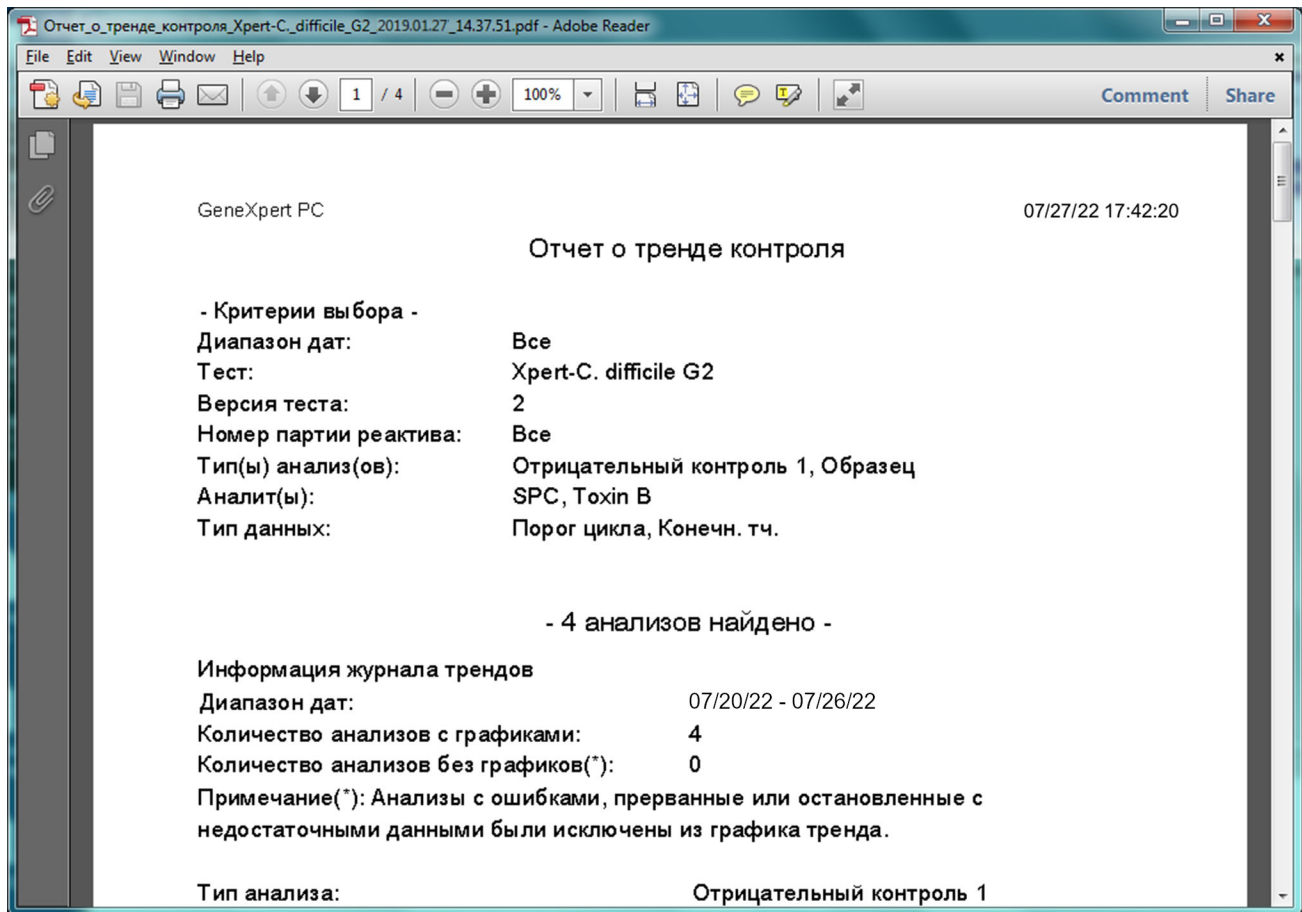 Отчет_о_тренде_контроля_Xpert-C._difficile_G2_2019.01.27_14.37.51.pdf - Adobe Reader
File Edit View Window Help
1 / 4 100% Comment Share
GeneXpert PC 07/27/22 17:42:20
Отчет о тренде контроля
- Критерии выбора -
Диапазон дат: Все
Тест: Xpert-C. difficile G2
Версия теста: 2
Номер партии реактива: Все
Тип(ы) анализ(ов): Отрицательный контроль 1, Образец
Аналит(ы): SPC, Toxin B
Тип данных: Порог цикла, Конечн. тч.
- 4 анализов найдено -
Информация журнала трендов
Диапазон дат: 07/20/22 - 07/26/22
Количество анализов с графиками: 4
Количество анализов без графиков(*): 0
Примечание(*): Анализы с ошибками, прерванные или остановленные с
недостаточными данными были исключены из графика тренда.
Тип анализа: Отрицательный контроль 1